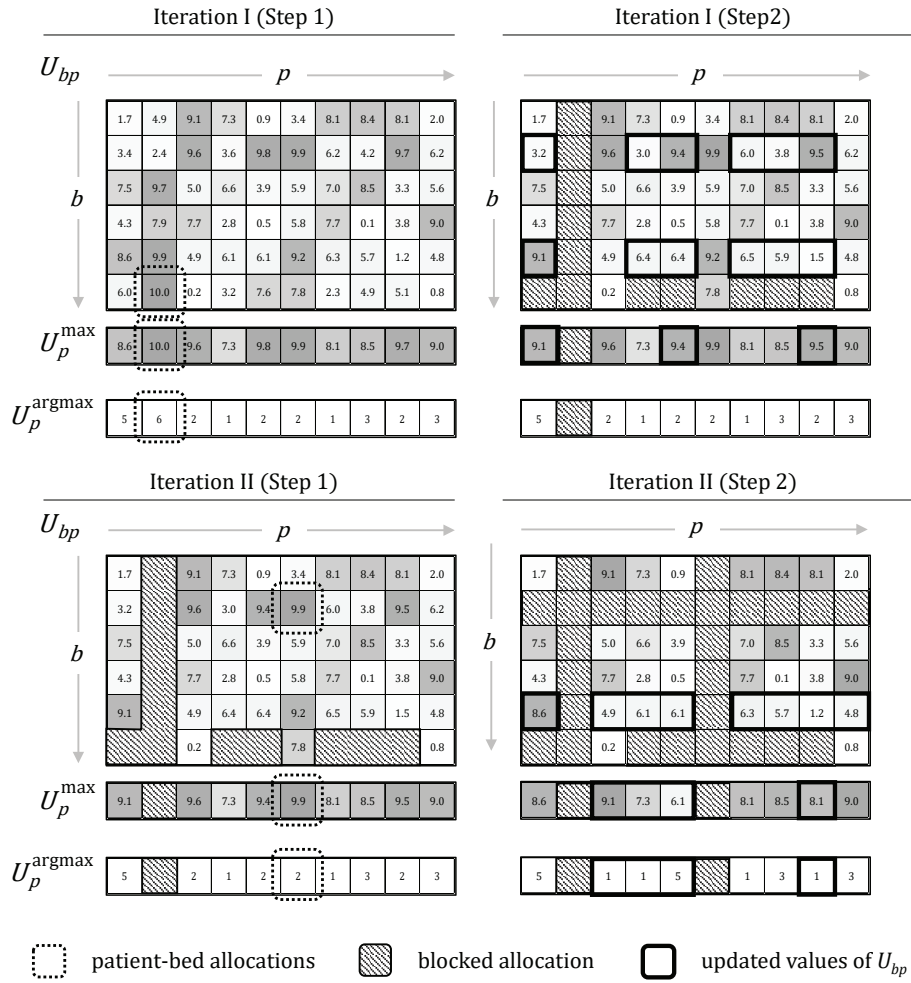 Iteration I (Step 1)
Iteration I (Step2)
U_bp p
p
b
1.7 4.9 9.1 7.3 0.9 3.4 8.1 8.4 8.1 2.0
3.4 2.4 9.6 3.6 9.8 9.9 6.2 4.2 9.7 6.2
7.5 9.7 5.0 6.6 3.9 5.9 7.0 8.5 3.3 5.6
4.3 7.9 7.7 2.8 0.5 5.8 7.7 0.1 3.8 9.0
8.6 9.9 4.9 6.1 6.1 9.2 6.3 5.7 1.2 4.8
6.0 10.0 0.2 3.2 7.6 7.8 2.3 4.9 5.1 0.8
U_p^max 8.6 10.0 9.6 7.3 9.8 9.9 8.1 8.5 9.7 9.0
U_p^argmax 5 6 2 1 2 2 1 3 2 3
b
1.7 9.1 7.3 0.9 3.4 8.1 8.4 8.1 2.0
3.2 9.6 3.0 9.4 9.9 6.0 3.8 9.5 6.2
7.5 5.0 6.6 3.9 5.9 7.0 8.5 3.3 5.6
4.3 7.7 2.8 0.5 5.8 7.7 0.1 3.8 9.0
9.1 4.9 6.4 6.4 9.2 6.5 5.9 1.5 4.8
0.2 7.8 0.8
9.1 9.6 7.3 9.4 9.9 8.1 8.5 9.5 9.0
5 2 1 2 2 1 3 2 3
Iteration II (Step 1)
Iteration II (Step 2)
U_bp p
p
b
1.7 9.1 7.3 0.9 3.4 8.1 8.4 8.1 2.0
3.2 9.6 3.0 9.4 9.9 6.0 3.8 9.5 6.2
7.5 5.0 6.6 3.9 5.9 7.0 8.5 3.3 5.6
4.3 7.7 2.8 0.5 5.8 7.7 0.1 3.8 9.0
9.1 4.9 6.4 6.4 9.2 6.5 5.9 1.5 4.8
0.2 7.8 0.8
U_p^max 9.1 9.6 7.3 9.4 9.9 8.1 8.5 9.5 9.0
U_p^argmax 5 2 1 2 2 1 3 2 3
b
1.7 9.1 7.3 0.9 8.1 8.4 8.1 2.0
7.5 5.0 6.6 3.9 7.0 8.5 3.3 5.6
4.3 7.7 2.8 0.5 7.7 0.1 3.8 9.0
8.6 4.9 6.1 6.1 6.3 5.7 1.2 4.8
0.2 0.8
8.6 9.1 7.3 6.1 8.1 8.5 8.1 9.0
5 1 1 5 1 3 1 3
patient-bed allocations
blocked allocation
updated values of U_bp